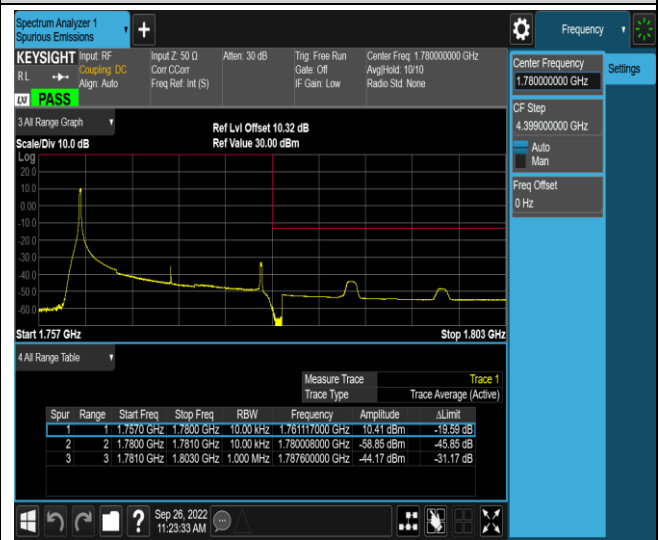 Spectrum Analyzer 1
Spurious Emissions
+
Frequency
KEYSIGHT
RL
Input: RF
Coupling: DC
Align: Auto
Input Z: 50 Ω
Corr CCorr
Freq Ref: Int (S)
Atten: 30 dB
Trig: Free Run
Gate: Off
IF Gain: Low
Center Freq: 1.780000000 GHz
Avg|Hold: 10/10
Radio Std: None
LXI PASS
Center Frequency
1.780000000 GHz
Settings
CF Step
4.399000000 GHz
Auto
Man
Freq Offset
0 Hz
3 All Range Graph
Ref Lvl Offset 10.32 dB
Scale/Div 10.0 dB
Ref Value 30.00 dBm
Log
20.0
10.0
0.00
-10.0
-20.0
-30.0
-40.0
-50.0
-60.0
Start 1.757 GHz
Stop 1.803 GHz
4 All Range Table
Measure Trace Trace 1
Trace Type Trace Average (Active)
Spur Range Start Freq Stop Freq RBW Frequency Amplitude ΔLimit
1 1 1.7570 GHz 1.7800 GHz 10.00 kHz 1.761117000 GHz 10.41 dBm -19.59 dB
2 2 1.7800 GHz 1.7810 GHz 10.00 kHz 1.780008000 GHz -58.85 dBm -45.85 dB
3 3 1.7810 GHz 1.8030 GHz 1.000 MHz 1.787600000 GHz -44.17 dBm -31.17 dB
?
Sep 26, 2022
11:23:33 AM